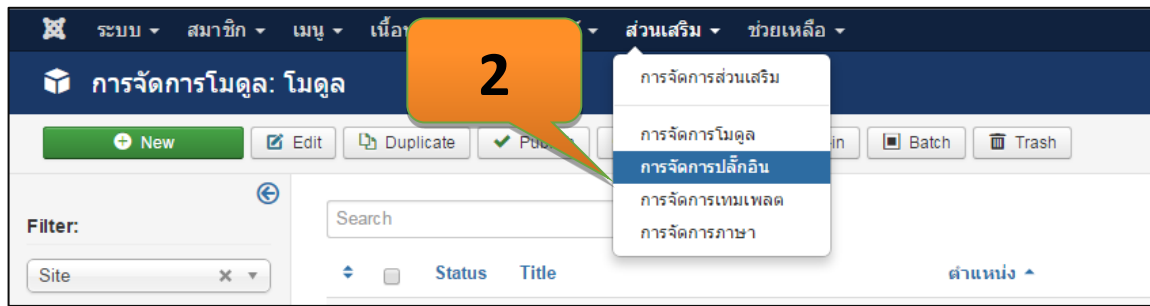 ระบบ สมาชิก เมนู ส่วนเสริม ช่วยเหลือ
การจัดการโมดูล: โมดูล
2
การจัดการส่วนเสริม
การจัดการโมดูล
การจัดการปลั๊กอิน
การจัดการเทมเพลต
การจัดการภาษา
New Edit Duplicate Batch Trash
Filter:
Search
Site
Status Title ตำแหน่ง